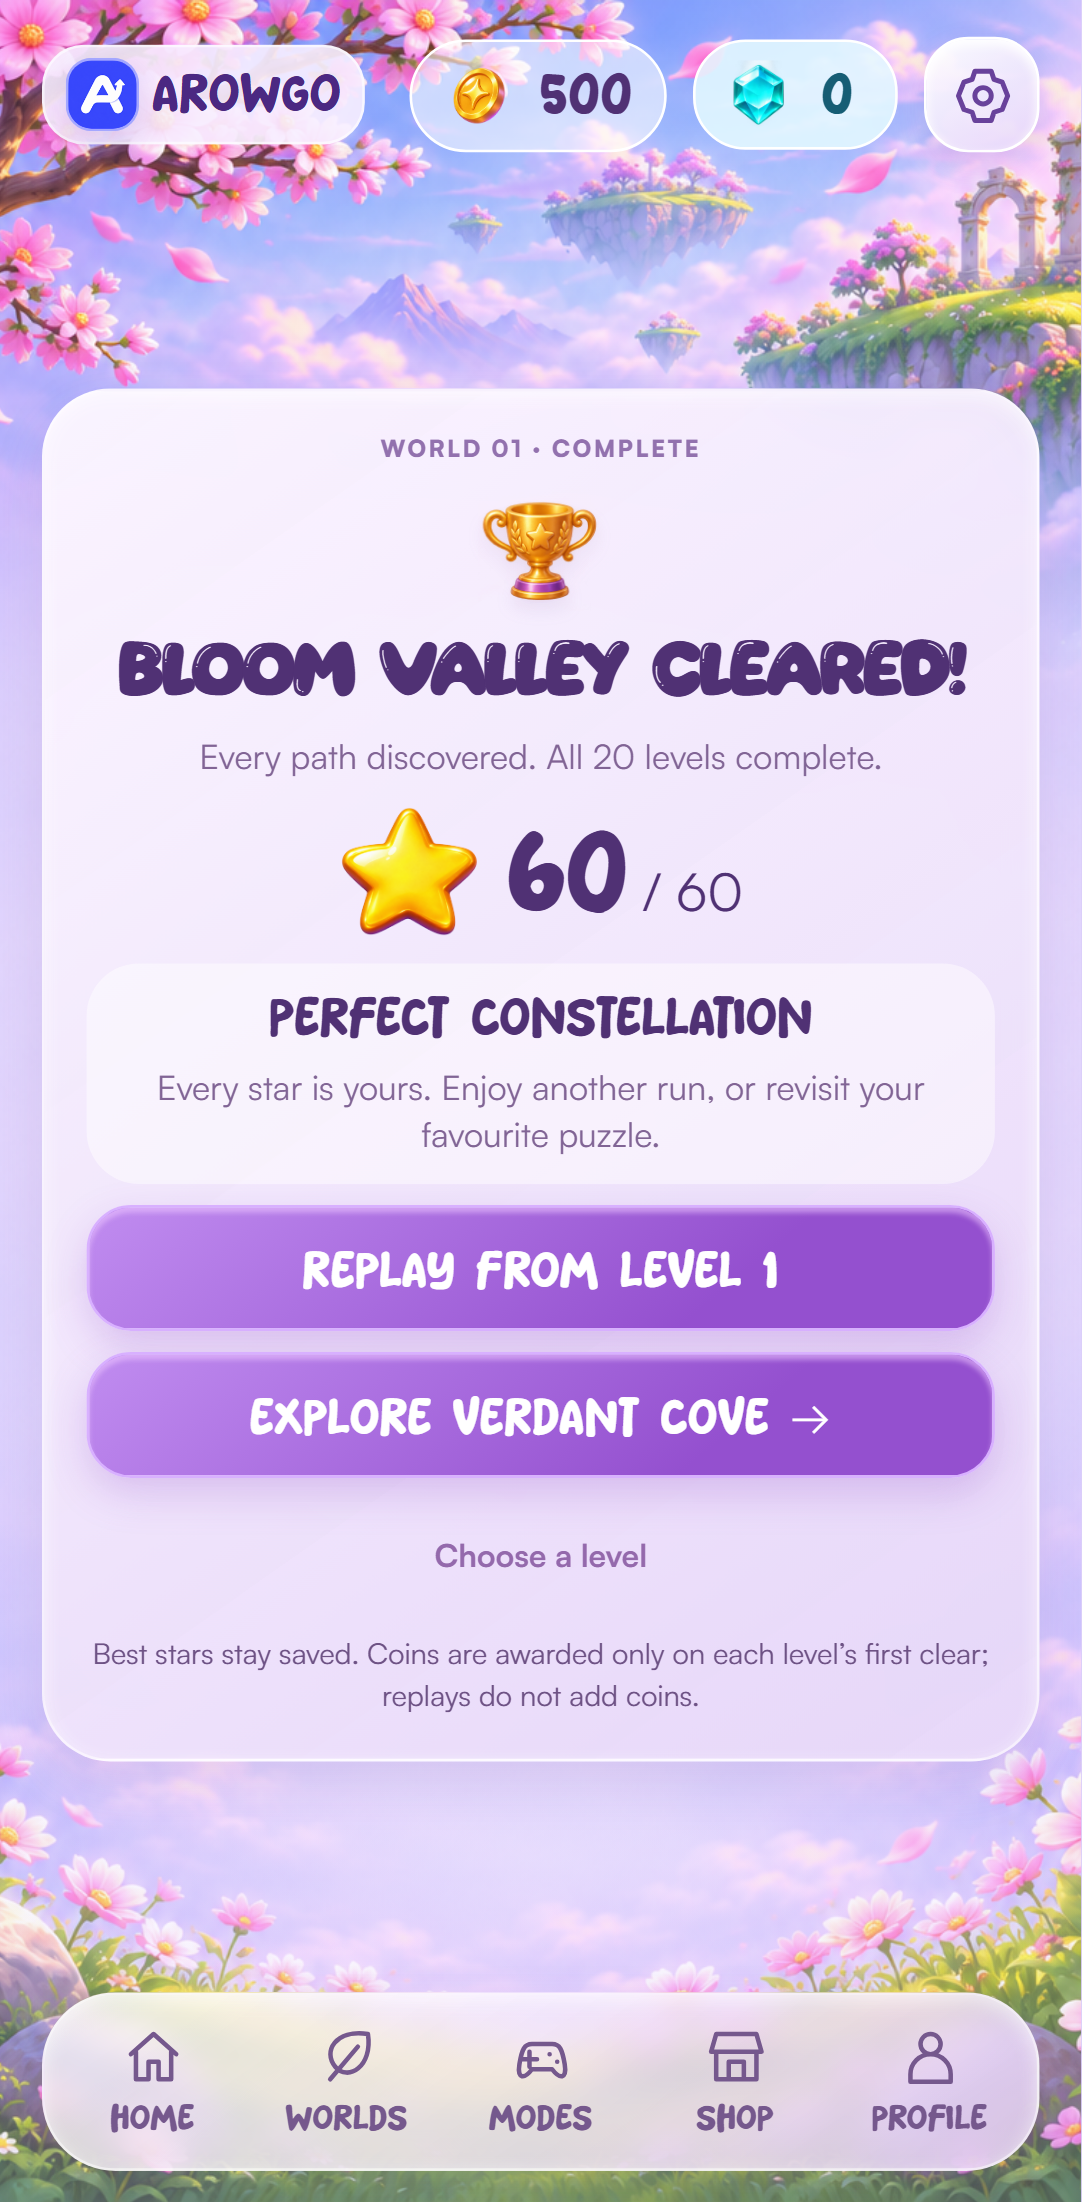 AROWGO
500
0
WORLD 01 · COMPLETE
BLOOM VALLEY CLEARED!
Every path discovered. All 20 levels complete.
60 / 60
PERFECT CONSTELLATION
Every star is yours. Enjoy another run, or revisit your
favourite puzzle.
REPLAY FROM LEVEL 1
EXPLORE VERDANT COVE →
Choose a level
Best stars stay saved. Coins are awarded only on each level’s first clear;
replays do not add coins.
HOME
WORLDS
MODES
SHOP
PROFILE